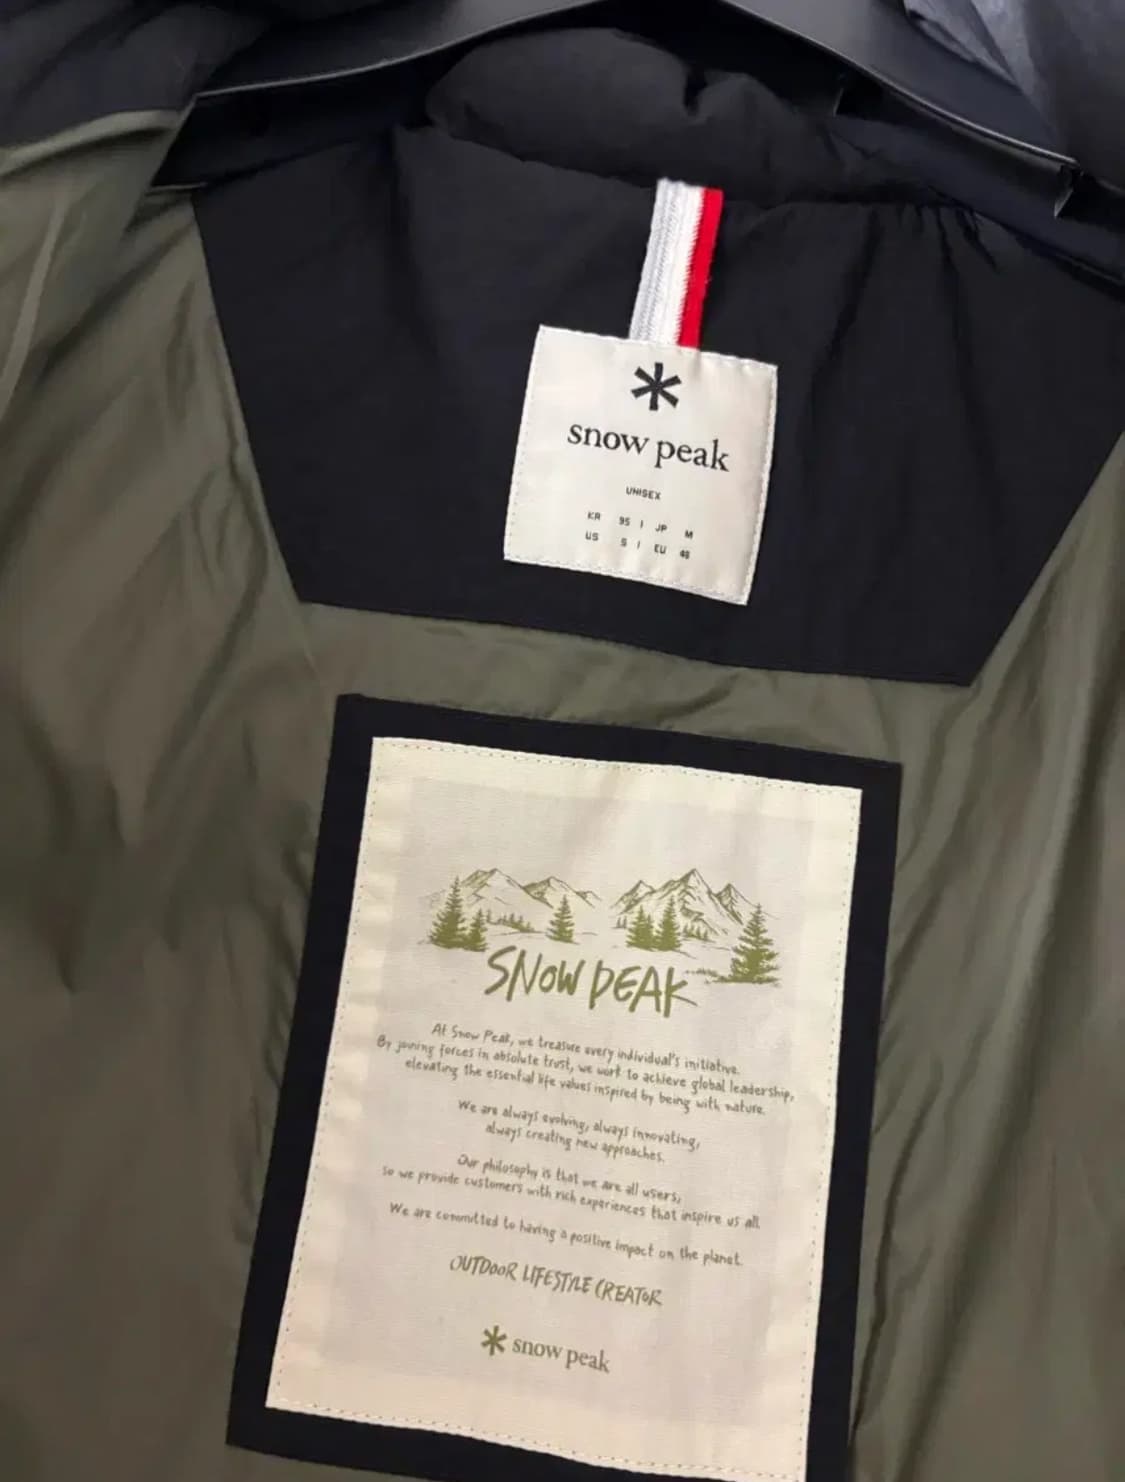 snow peak
UNISEX
KR 95 | JP M
US S | EU 48
SNOW PEAK
At Snow Peak, we treasure every individual's initiative.
By joining forces in absolute trust, we work to achieve global leadership,
elevating the essential life values inspired by being with nature.
We are always evolving, always innovating,
always creating new approaches.
Our philosophy is that we are all users,
so we provide customers with rich experiences that inspire us all.
We are committed to having a positive impact on the planet.
OUTDOOR LIFESTYLE CREATOR
snow peak